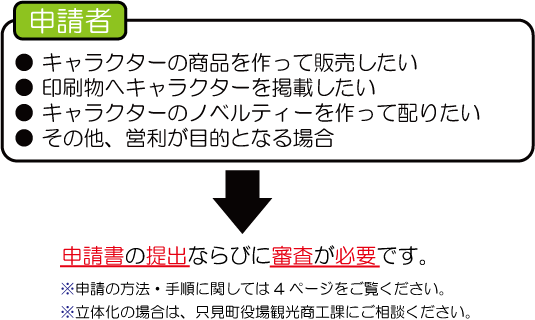 申請者
● キャラクターの商品を作って販売したい
● 印刷物へキャラクターを掲載したい
● キャラクターのノベルティーを作って配りたい
● その他、営利が目的となる場合
申請書の提出ならびに審査が必要です。
※申請の方法・手順に関しては4ページをご覧ください。
※立体化の場合は、只見町役場観光商工課にご相談ください。